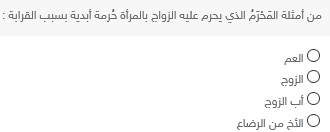 من أمثلة المَحْرَمُ الذي يحرم عليه الزواج بالمرأة حُرمة أبدية بسبب القرابة :
العم
الزوج
أب الزوج
الأخ من الرضاع